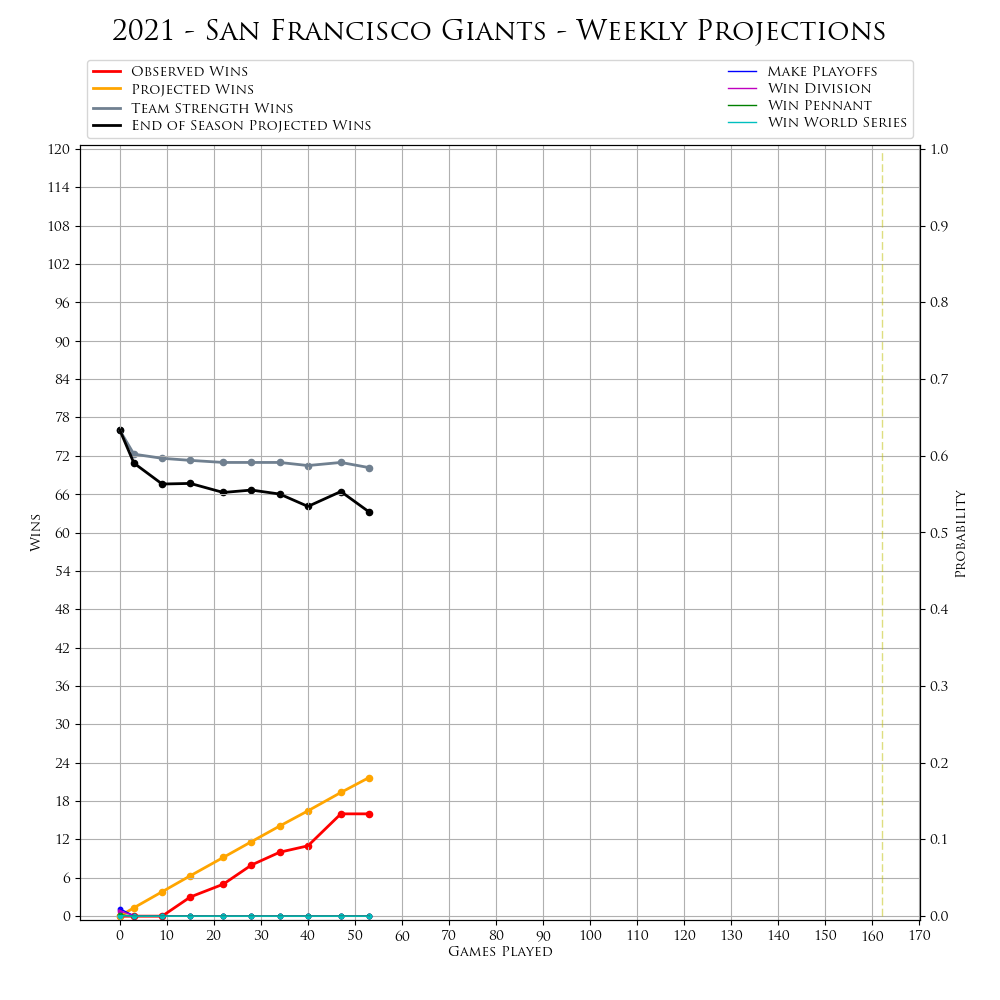 2021 - San Francisco Giants - Weekly Projections
Observed Wins
Projected Wins
Team Strength Wins
End of Season Projected Wins
Make Playoffs
Win Division
Win Pennant
Win World Series
120
114
108
102
96
90
84
78
72
66
60
54
48
42
36
30
24
18
12
6
0
Wins
1.0
0.9
0.8
0.7
0.6
0.5
0.4
0.3
0.2
0.1
0.0
Probability
0 10 20 30 40 50 60 70 80 90 100 110 120 130 140 150 160 170
Games Played